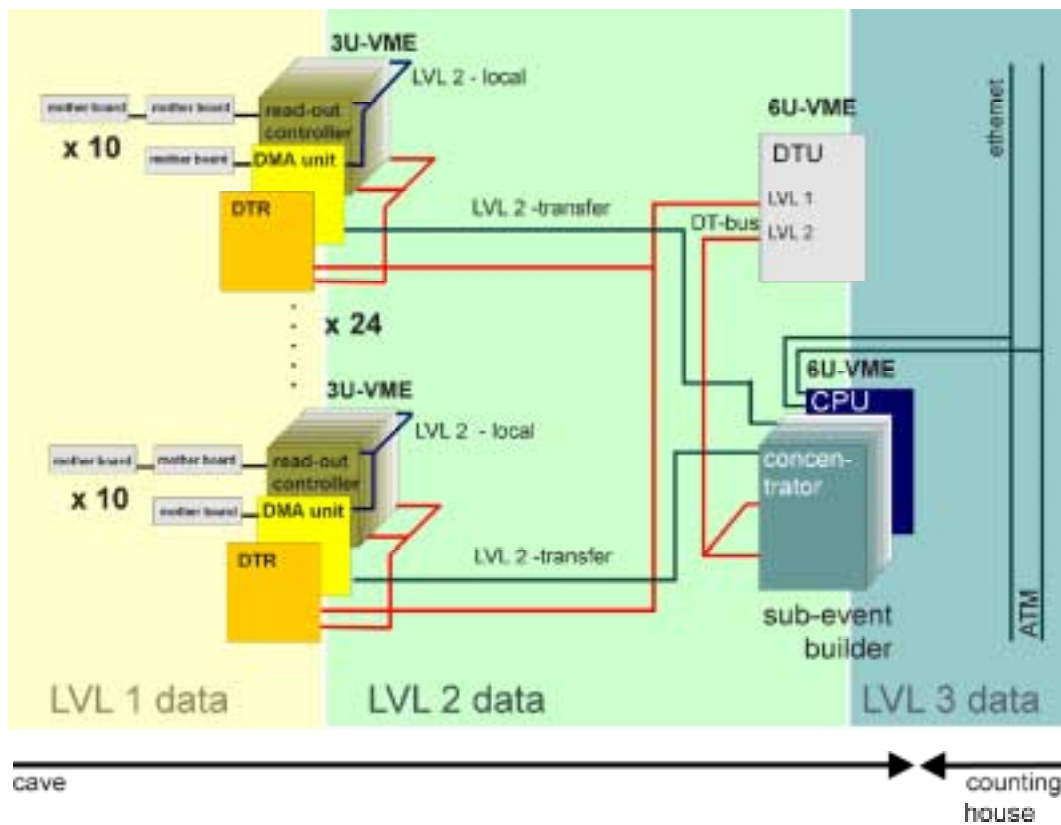 3U-VME
LVL 2 - local
mother board
mother board
read-out
controller
x 10
mother board
DMA unit
DTR
LVL 2 -transfer
6U-VME
DTU
LVL 1
DT-bus
LVL 2
ethernet
x 24
3U-VME
LVL 2 - local
mother board
mother board
read-out
controller
x 10
mother board
DMA unit
DTR
LVL 2 -transfer
6U-VME
CPU
concen-
trator
sub-event
builder
ATM
LVL 1 data
LVL 2 data
LVL 3 data
cave
counting
house